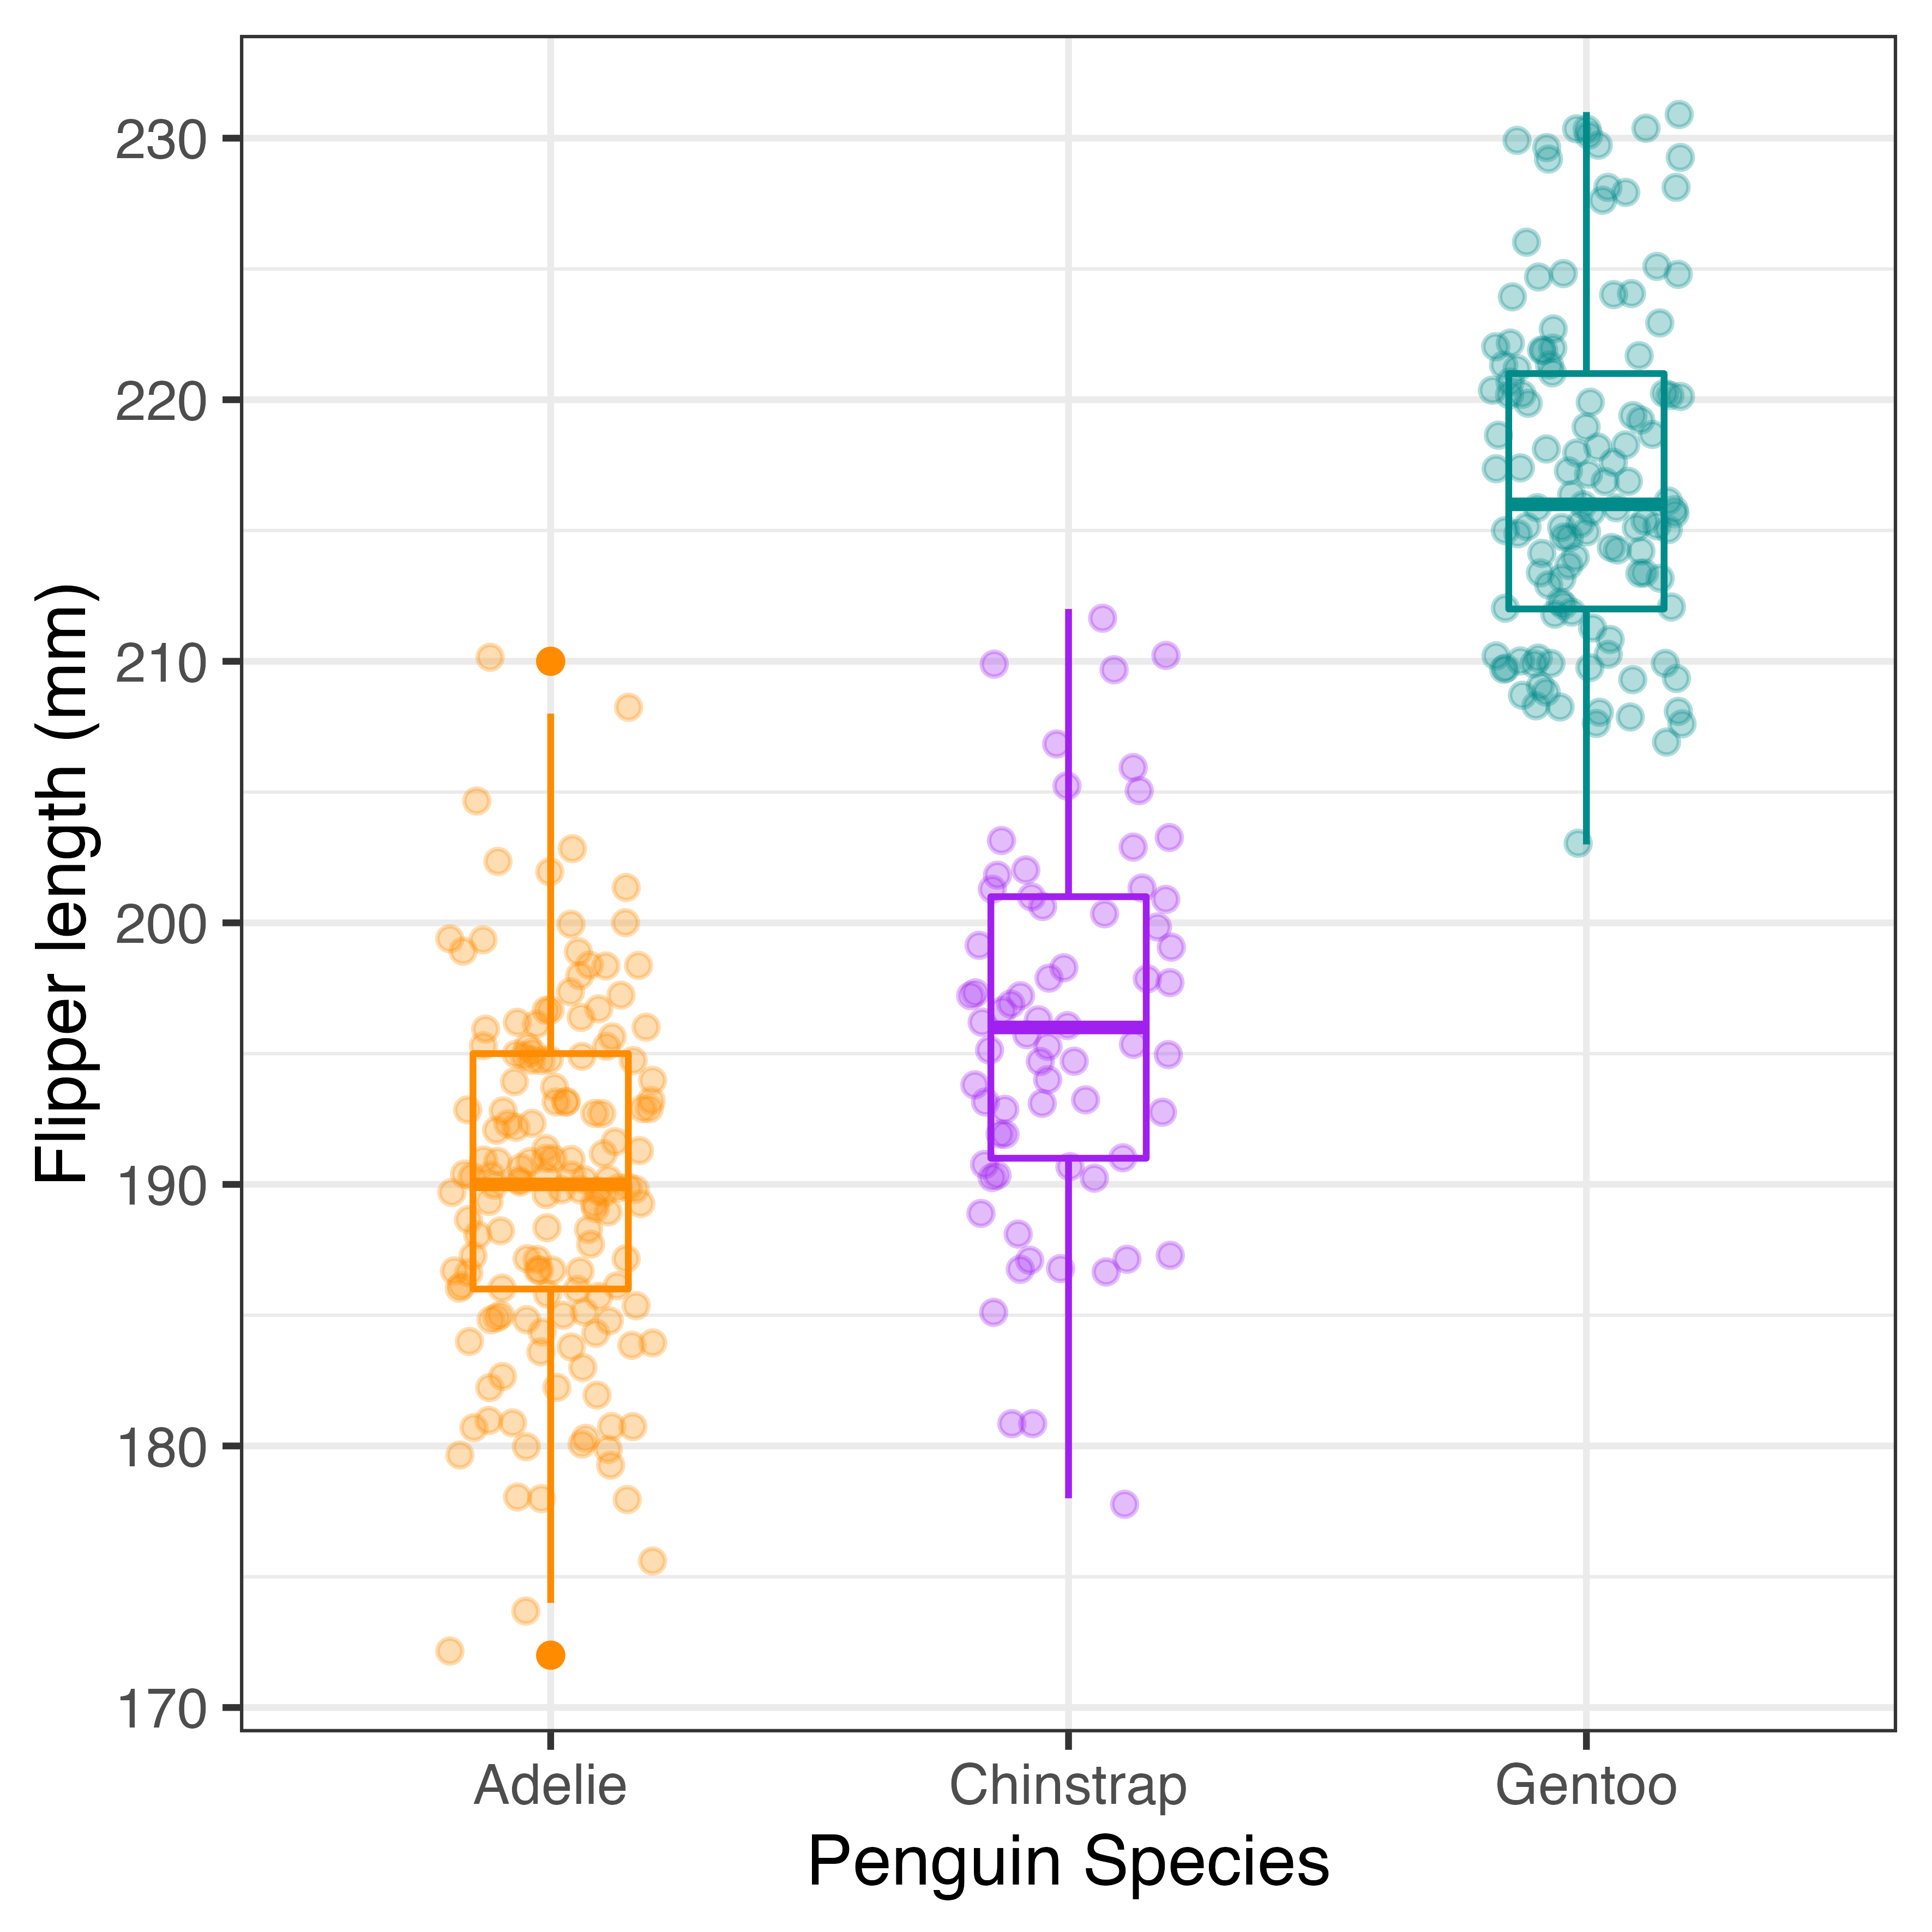 Flipper length (mm)
230
220
210
200
190
180
170
Adelie Chinstrap Gentoo
Penguin Species